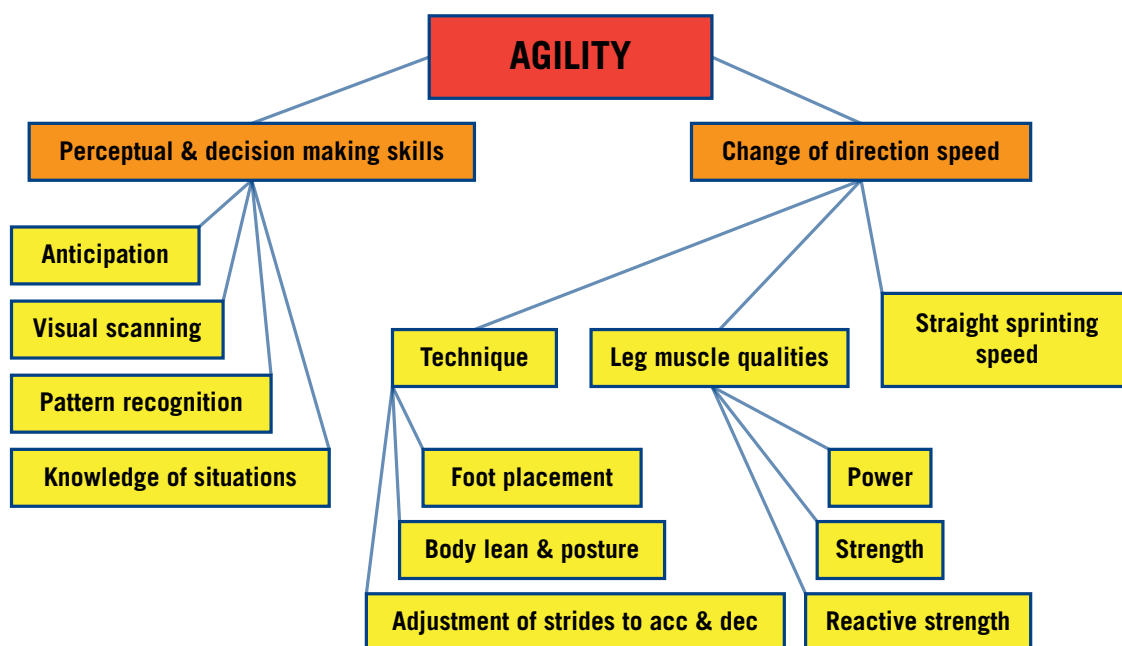 AGILITY
Perceptual & decision making skills
Change of direction speed
Anticipation
Visual scanning
Pattern recognition
Knowledge of situations
Technique
Leg muscle qualities
Straight sprinting
speed
Foot placement
Body lean & posture
Adjustment of strides to acc & dec
Power
Strength
Reactive strength